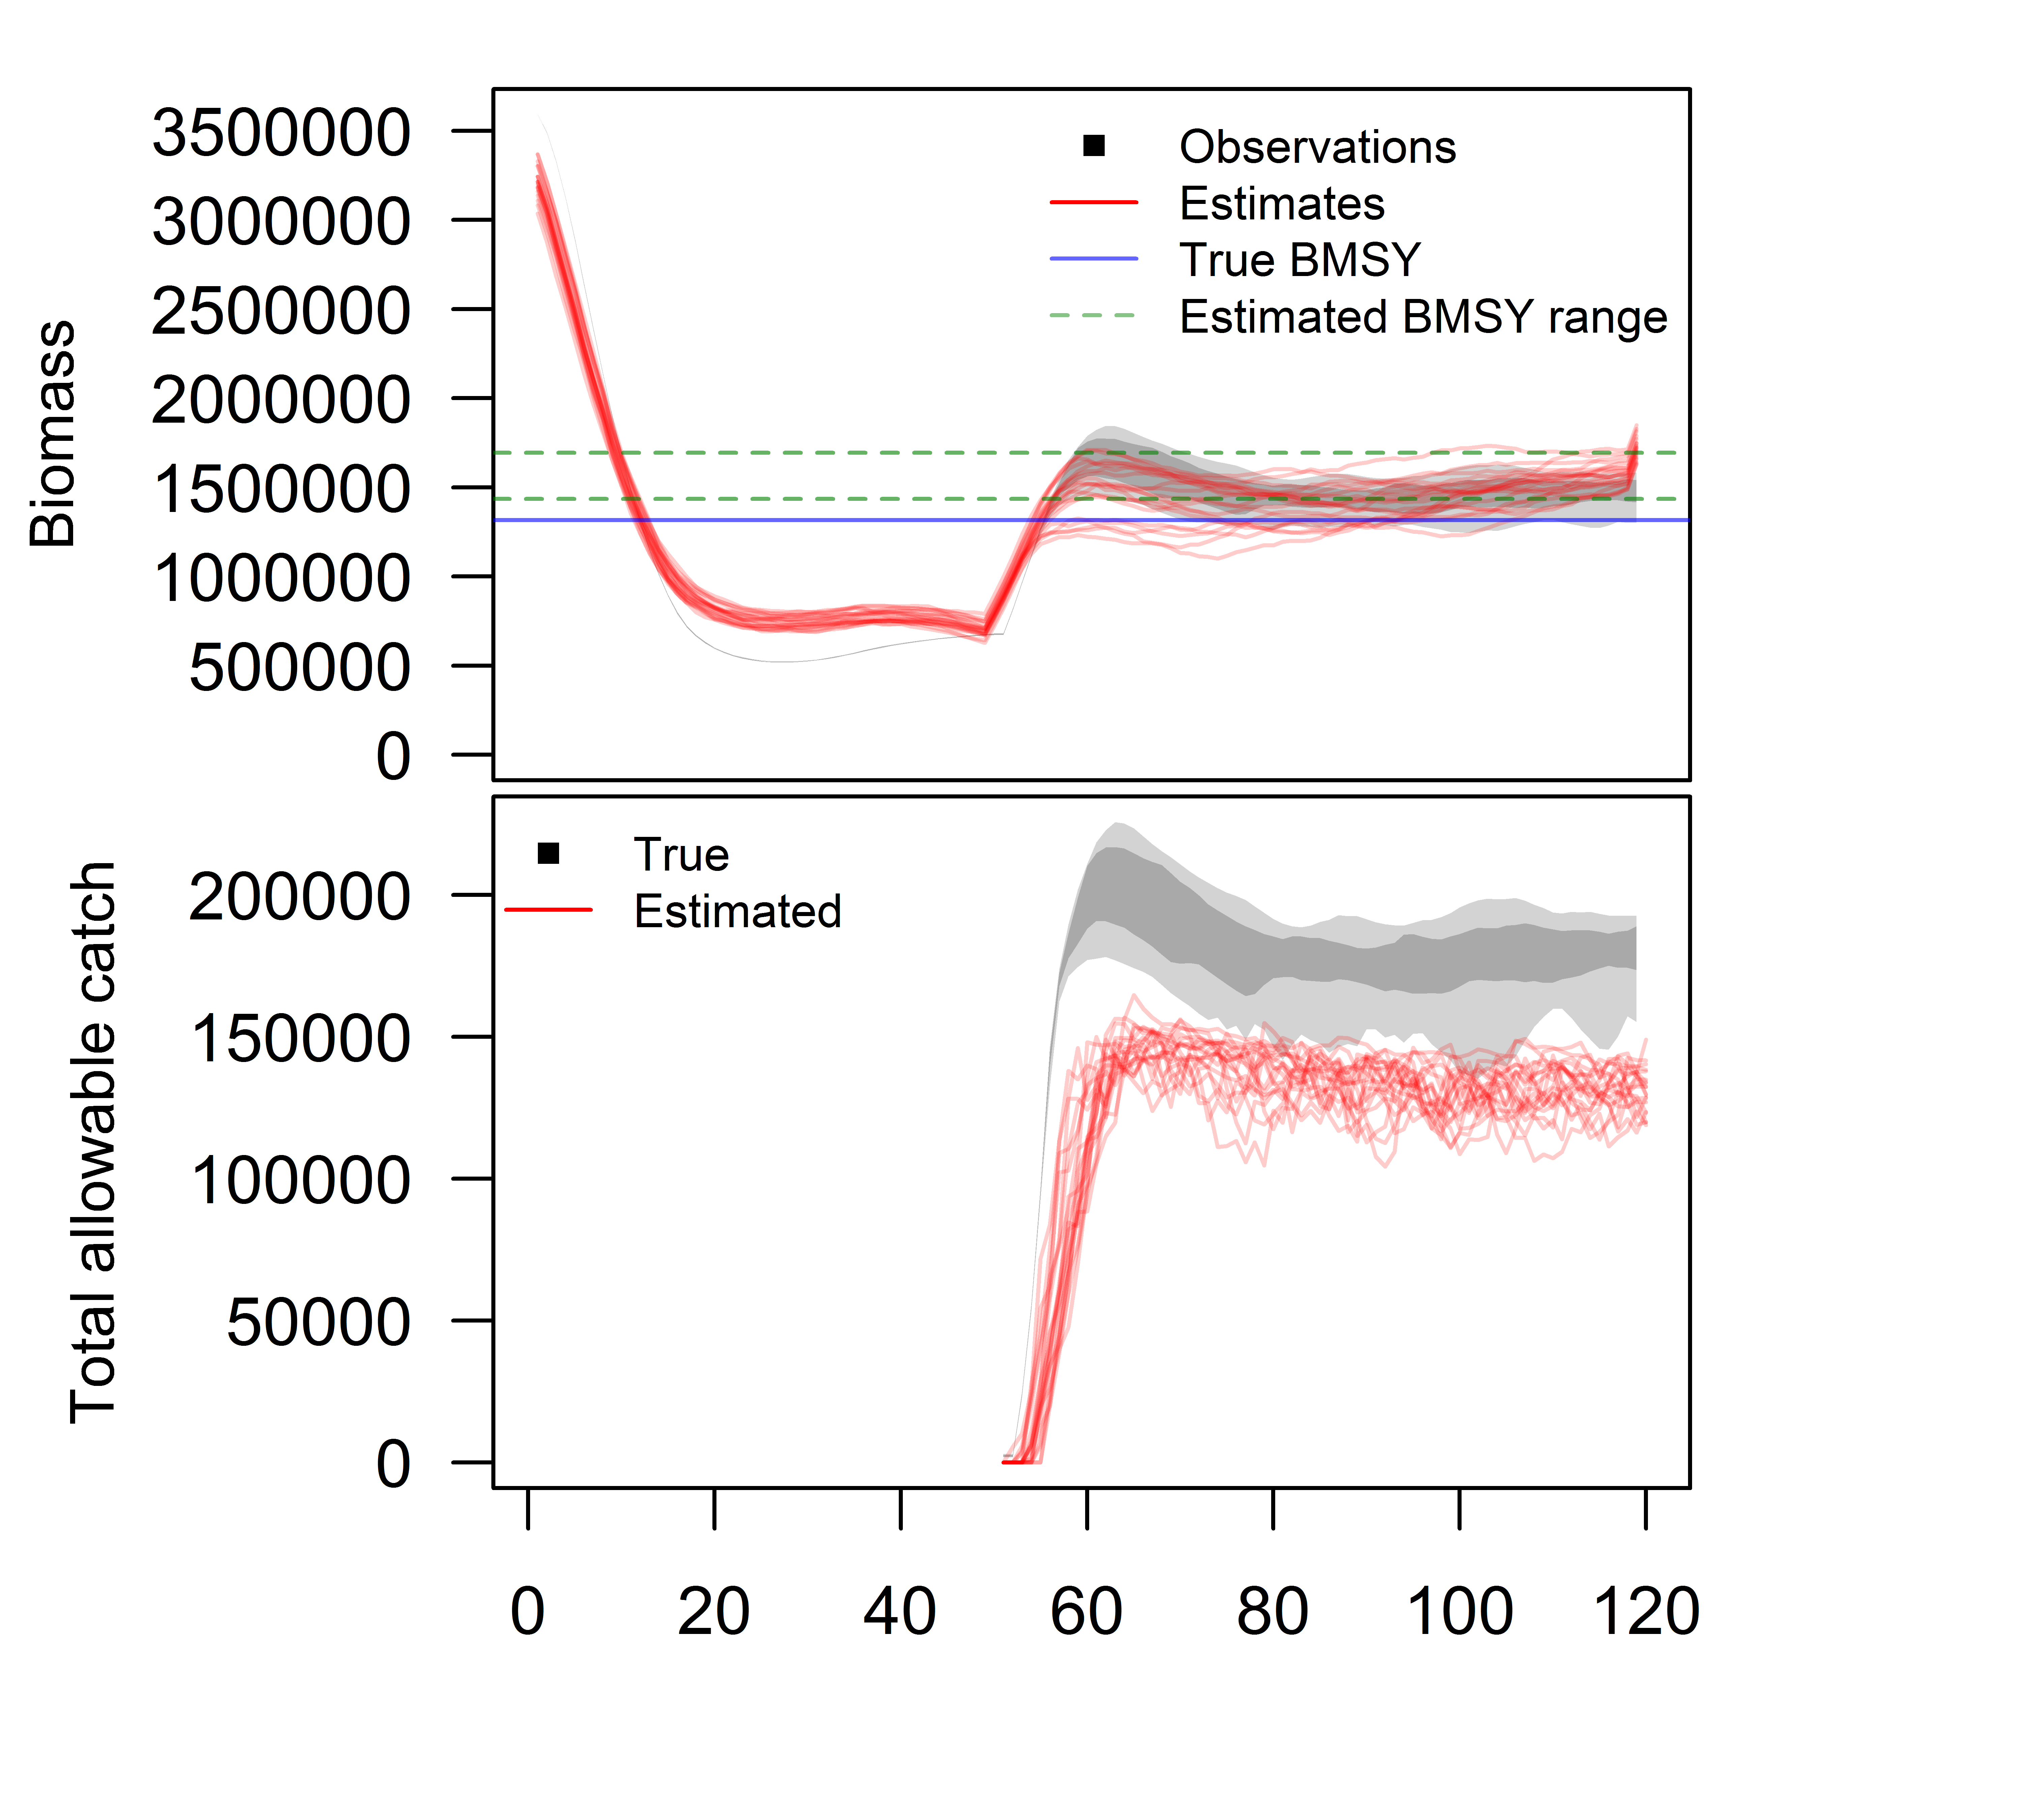 Biomass
3500000
3000000
2500000
2000000
1500000
1000000
500000
0
Observations
Estimates
True BMSY
Estimated BMSY range
Total allowable catch
200000
150000
100000
50000
0
True
Estimated
0 20 40 60 80 100 120